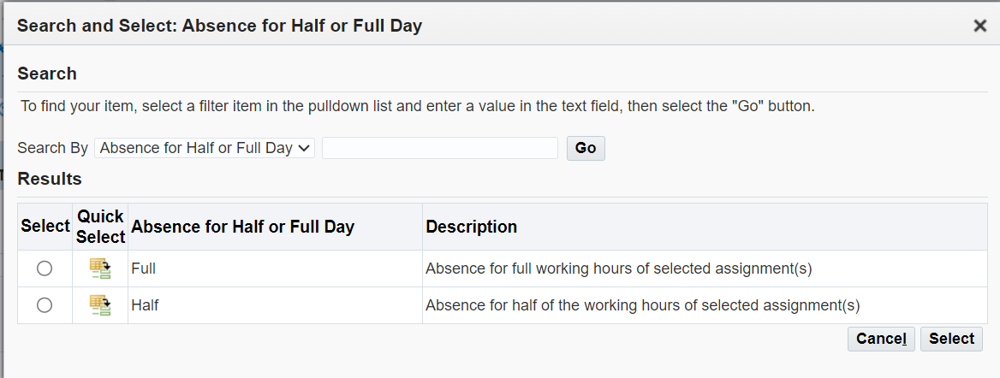 Search and Select: Absence for Half or Full Day
Search
To find your item, select a filter item in the pulldown list and enter a value in the text field, then select the "Go" button.
Search By Absence for Half or Full Day Go
Results
Select Quick Select Absence for Half or Full Day Description
Full Absence for full working hours of selected assignment(s)
Half Absence for half of the working hours of selected assignment(s)
Cancel Select